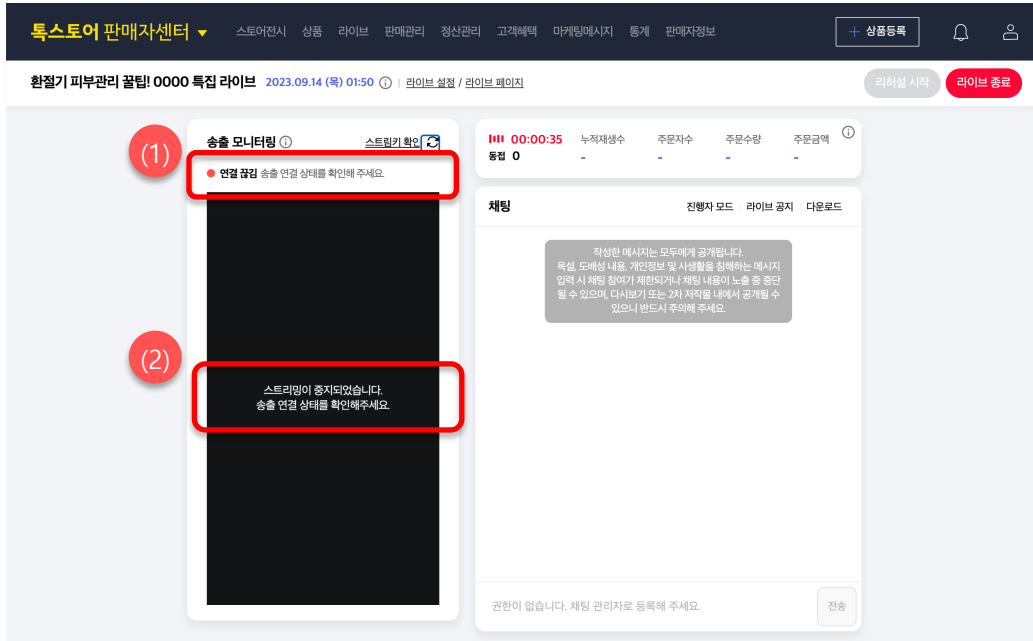 톡스토어 판매자센터 ▼ 스토어전시 상품 라이브 판매관리 정산관리 고객혜택 마케팅메시지 통계 판매자정보 + 상품등록
환절기 피부관리 꿀팁! 0000 특집 라이브 2023.09.14 (목) 01:50 라이브 설정 / 라이브 페이지 리허설 시작 라이브 종료
(1)
송출 모니터링 스트림키 확인
연결 끊김 송출 연결 상태를 확인해 주세요.
(2)
스트리밍이 중지되었습니다.
송출 연결 상태를 확인해주세요.
00:00:35 누적재생수 주문자수 주문수량 주문금액
동접 0 - - - -
채팅 진행자 모드 라이브 공지 다운로드
작성한 메시지는 모두에게 공개됩니다.
욕설, 도배성 내용, 개인정보 및 사생활을 침해하는 메시지
입력 시 채팅 참여가 제한되거나 채팅 내용이 노출 중 중단
될 수 있으며, 다시보기 또는 2차 저작물 내에서 공개될 수
있으니 반드시 주의해 주세요.
권한이 없습니다. 채팅 관리자로 등록해 주세요. 전송